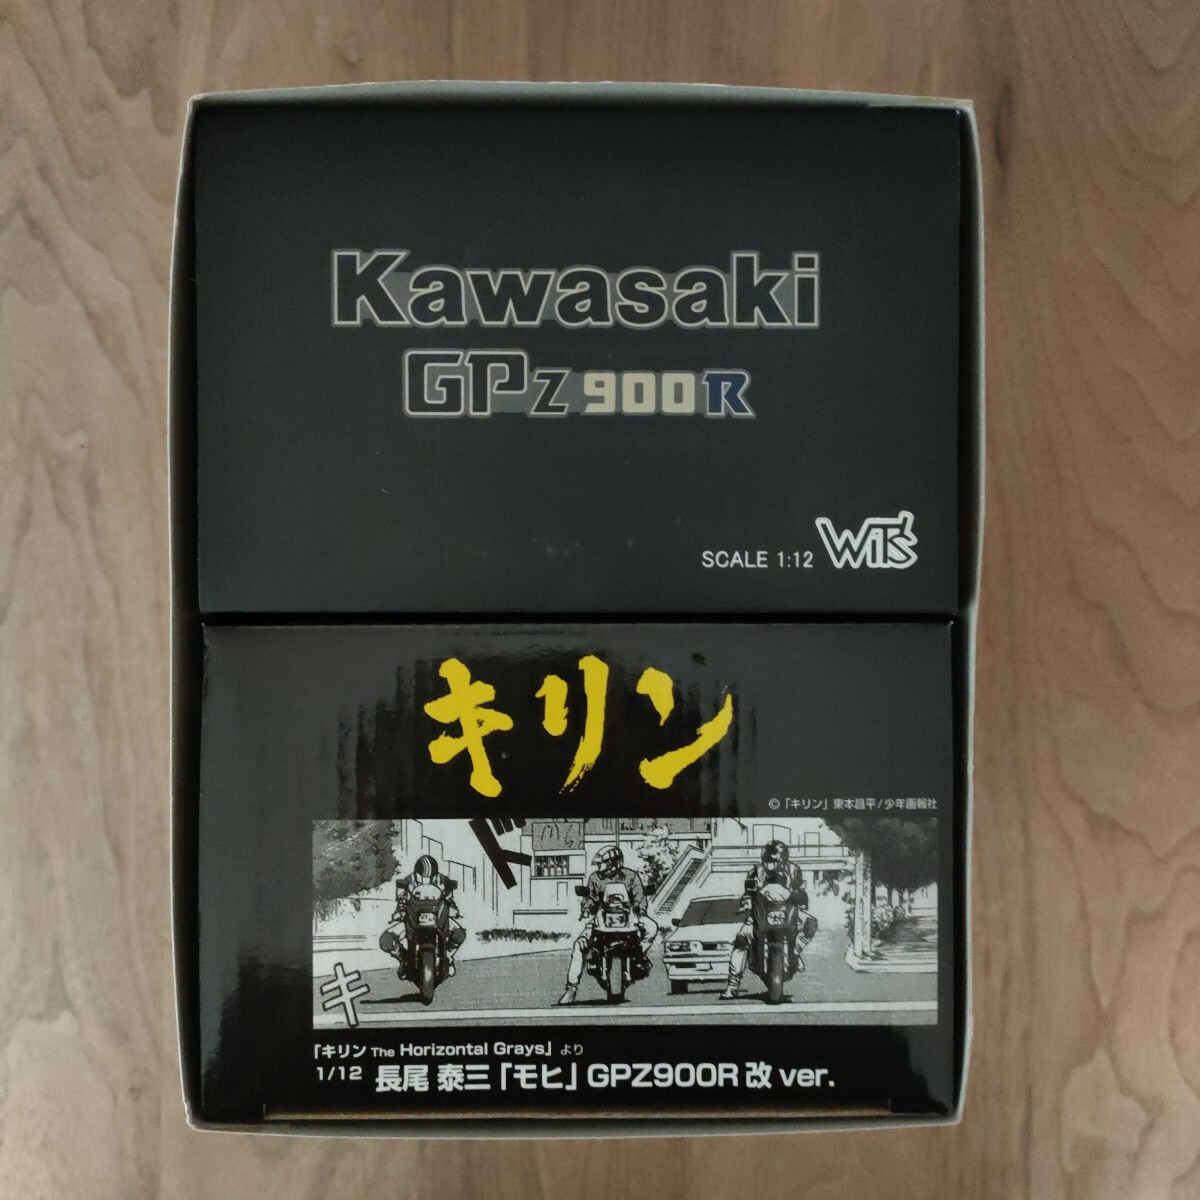 Kawasaki
GPZ 900R
SCALE 1:12 WiT'S
キリン
©「キリン」東本昌平/少年画報社
ド
キ
「キリン The Horizontal Grays」より
1/12 長尾 泰三「モヒ」GPZ900R 改 ver.